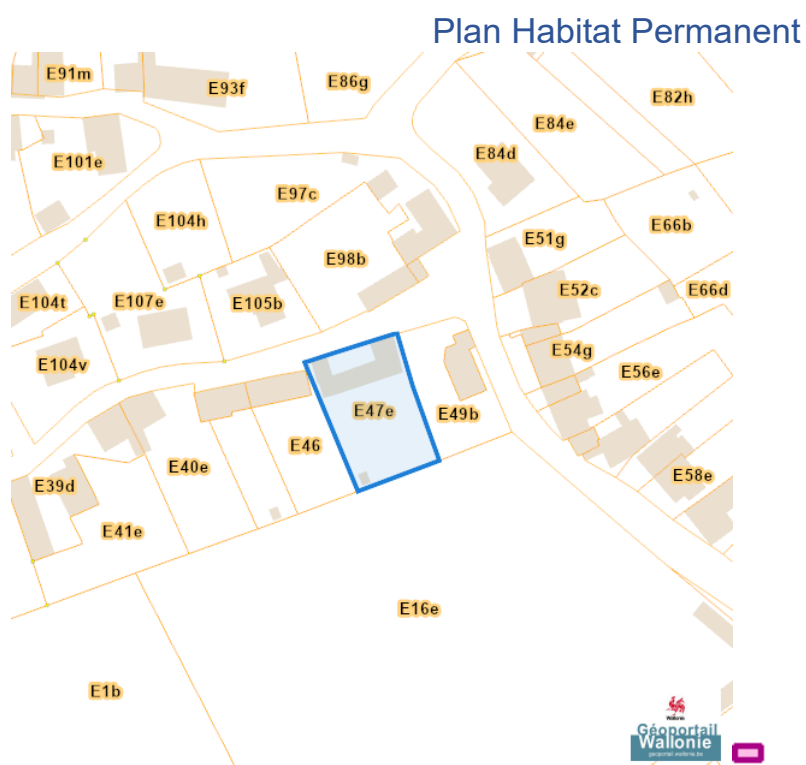 Plan Habitat Permanent
E91m
E93f
E86g
E82h
E84e
E84d
E101e
E97c
E104h
E51g
E66b
E98b
E52c
E66d
E104t
E107e
E105b
E54g
E104v
E56e
E47e
E49b
E46
E40e
E58e
E39d
E41e
E16e
E1b
Wallonie
Géoportail
Wallonie
geoportail.wallonie.be